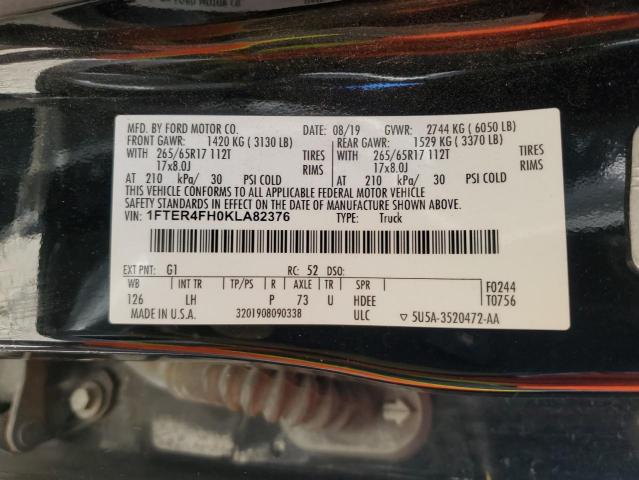 MFD. BY FORD MOTOR CO. DATE: 08/19 GVWR: 2744 KG ( 6050 LB)
FRONT GAWR: 1420 KG ( 3130 LB) REAR GAWR: 1529 KG ( 3370 LB)
WITH 265/65R17 112T TIRES WITH 265/65R17 112T TIRES
17x8.0J RIMS 17x8.0J RIMS
AT 210 kPa/ 30 PSI COLD AT 210 kPa/ 30 PSI COLD
THIS VEHICLE CONFORMS TO ALL APPLICABLE FEDERAL MOTOR VEHICLE
SAFETY STANDARDS IN EFFECT ON THE DATE OF MANUFACTURE SHOWN ABOVE.
VIN: 1FTER4FH0KLA82376 TYPE: Truck
EXT PNT: G1 RC: 52 DSO:
WB INT TR TP/PS R AXLE TR SPR F0244
126 LH P 73 U HDEE T0756
MADE IN U.S.A. 3201908090338 ULC ▽ 5U5A-3520472-AA